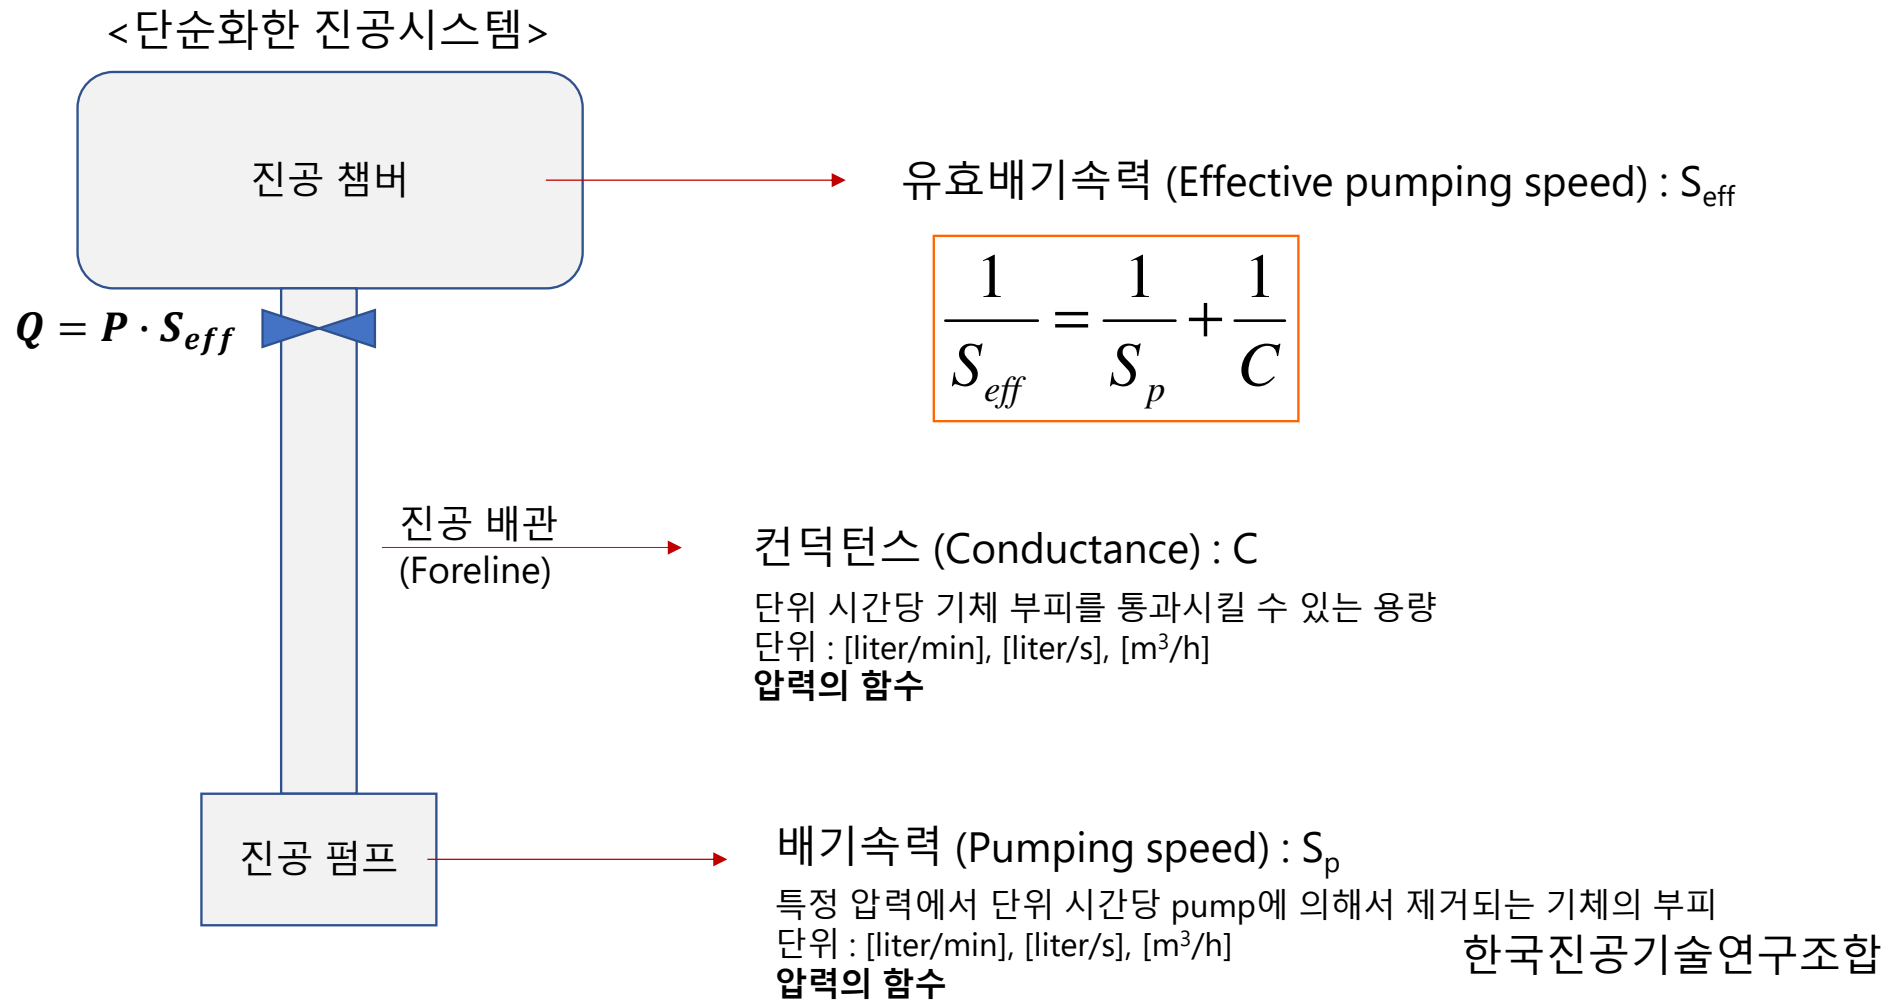 <단순화한 진공시스템>
진공 챔버
유효배기속력 (Effective pumping speed) : S_eff
1/S_eff = 1/S_p + 1/C
Q = P · S_eff
진공 배관
(Foreline)
컨덕턴스 (Conductance) : C
단위 시간당 기체 부피를 통과시킬 수 있는 용량
단위 : [liter/min], [liter/s], [m³/h]
압력의 함수
진공 펌프
배기속력 (Pumping speed) : S_p
특정 압력에서 단위 시간당 pump에 의해서 제거되는 기체의 부피
단위 : [liter/min], [liter/s], [m³/h]
압력의 함수
한국진공기술연구조합